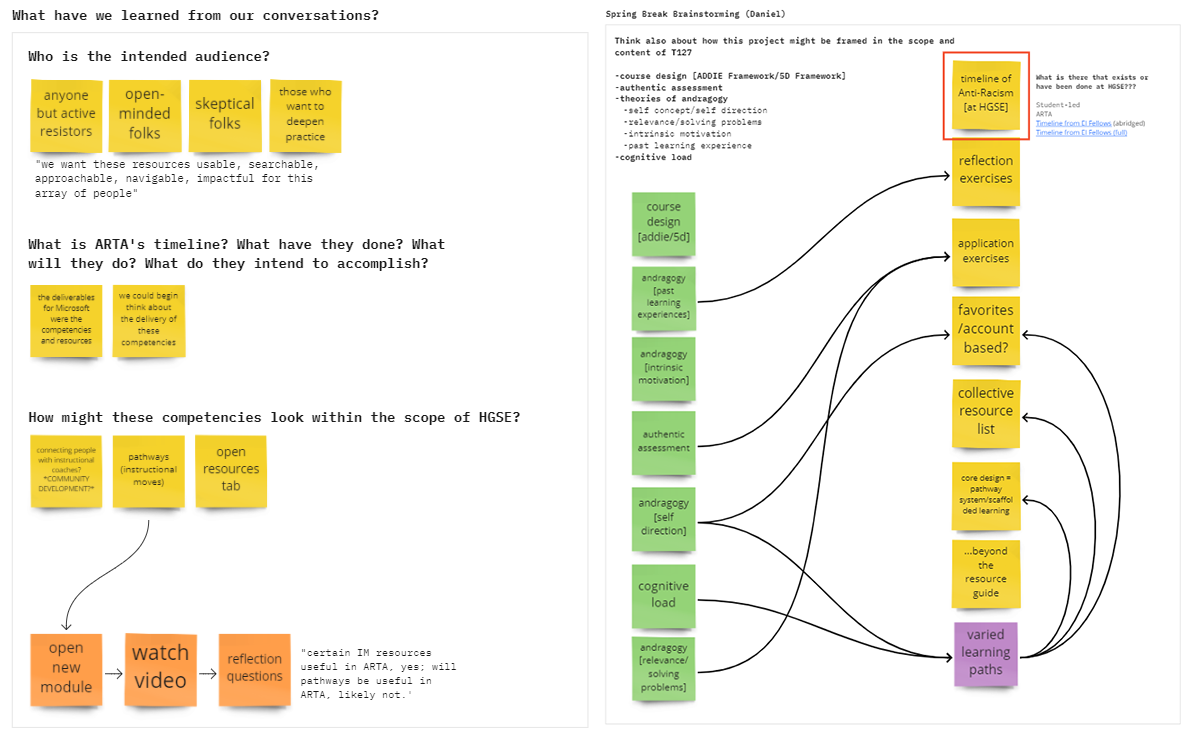 What have we learned from our conversations?
Who is the intended audience?
anyone
but active
resistors
open-
minded
folks
skeptical
folks
those who
want to
deepen
practice
"we want these resources usable, searchable,
approachable, navigable, impactful for this
array of people"
What is ARTA's timeline? What have they done? What
will they do? What do they intend to accomplish?
the deliverables
for Microsoft
were the
competencies
and resources
we could begin
think about
the delivery of
these
competencies
How might these competencies look within the scope of HGSE?
connecting people
with instructional
coaches?
*COMMUNITY
DEVELOPMENT?*
pathways
(instructional
moves)
open
resources
tab
open
new
module
watch
video
reflection
questions
"certain IM resources
useful in ARTA, yes; will
pathways be useful in
ARTA, likely not.'
Spring Break Brainstorming (Daniel)
Think also about how this project might be framed in the scope and
content of T127
-course design [ADDIE Framework/5D Framework]
-authentic assessment
-theories of andragogy
-self concept/self direction
-relevance/solving problems
-intrinsic motivation
-past learning experience
-cognitive load
course
design
[addie/5d]
andragogy
[past
learning
experiences]
andragogy
[intrinsic
motivation]
authentic
assessment
andragogy
[self
direction]
cognitive
load
andragogy
[relevance/
solving
problems]
timeline of
Anti-Racism
[at HGSE]
What is there that exists or
have been done at HGSE???
Student-led
ARTA
Timeline from EI Fellows (abridged)
Timeline from EI Fellows (full)
reflection
exercises
application
exercises
favorites
/account
based?
collective
resource
list
core design =
pathway
system/scaffol
ded learning
...beyond
the
resource
guide
varied
learning
paths